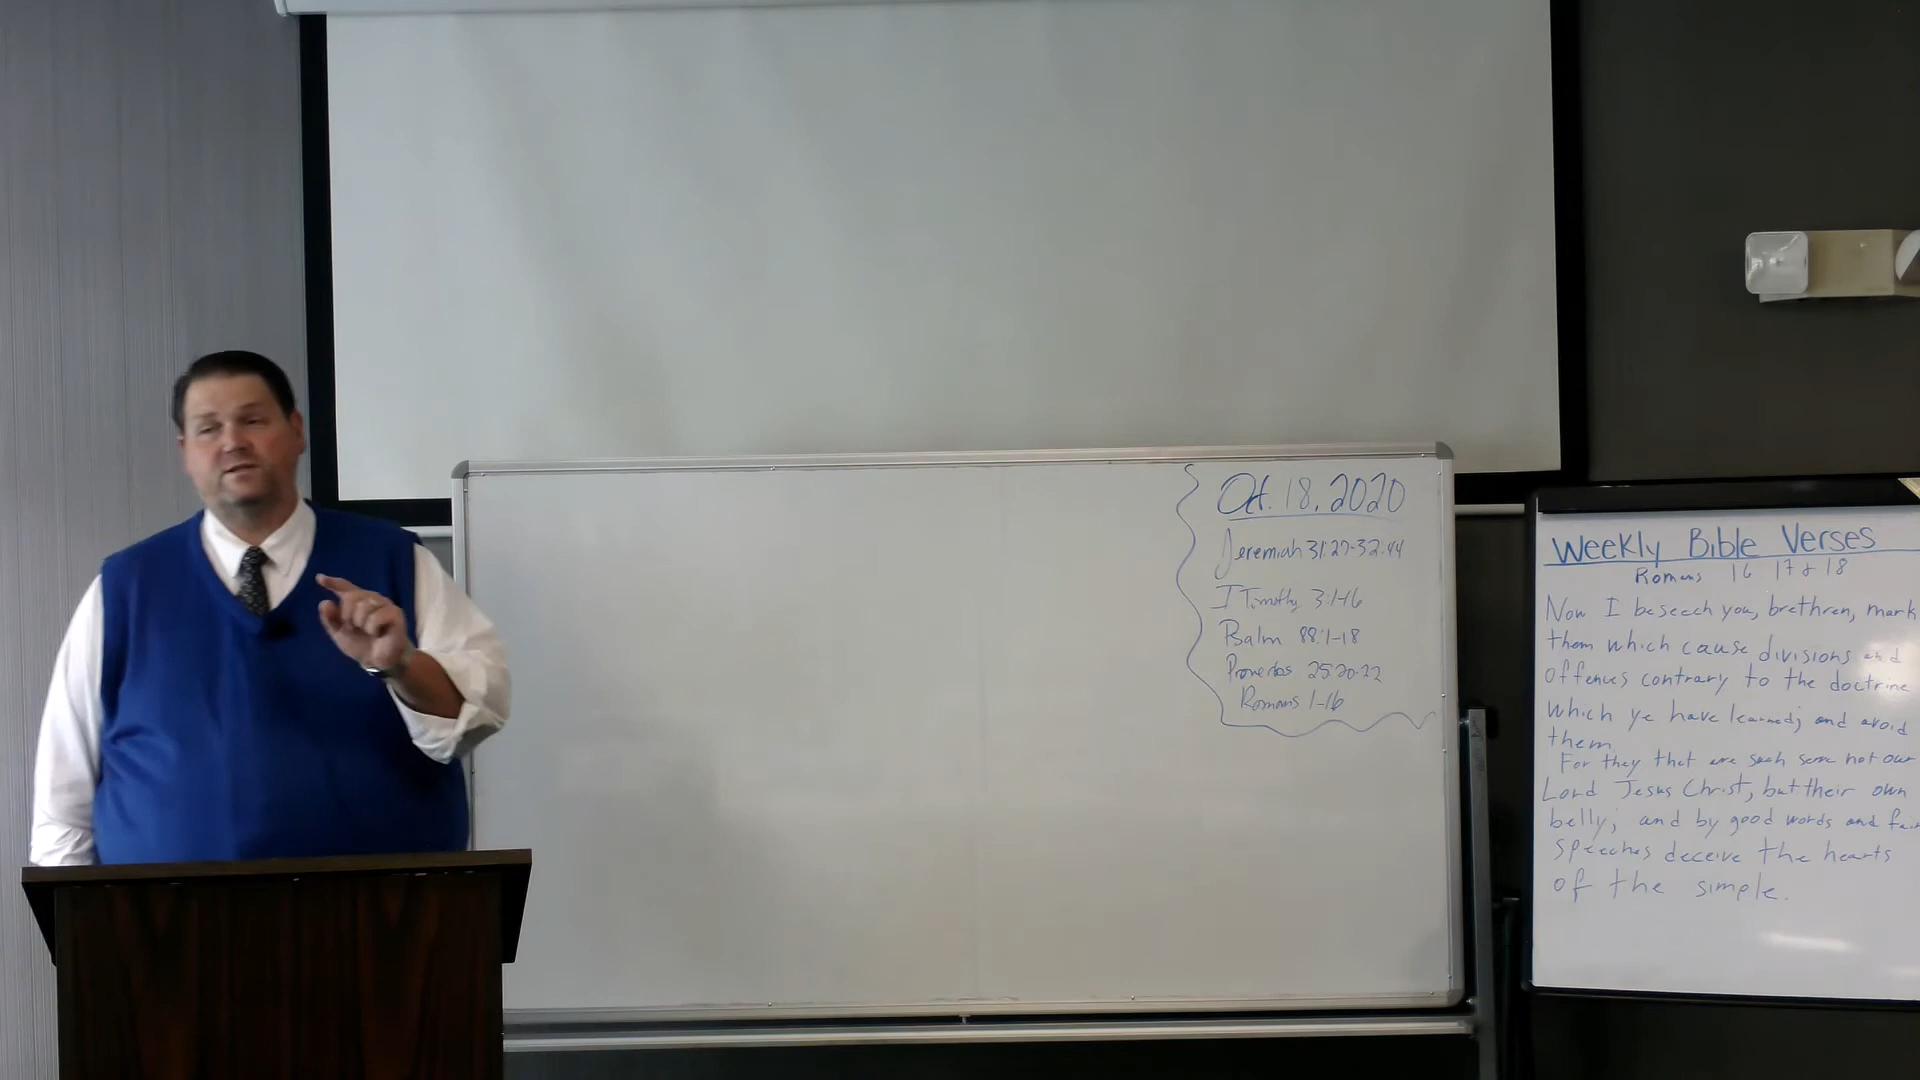 Oct. 18, 2020
Jeremiah 31:27-32:44
I Timothy 3:1-16
Psalm 88:1-18
Proverbs 25:20-22
Romans 1-16
Weekly Bible Verses
Romans 16 17 & 18
Now I beseech you, brethren, mark
them which cause divisions and
offences contrary to the doctrine
which ye have learned; and avoid
them
For they that are such serve not our
Lord Jesus Christ, but their own
belly; and by good words and fair
speeches deceive the hearts
of the simple.